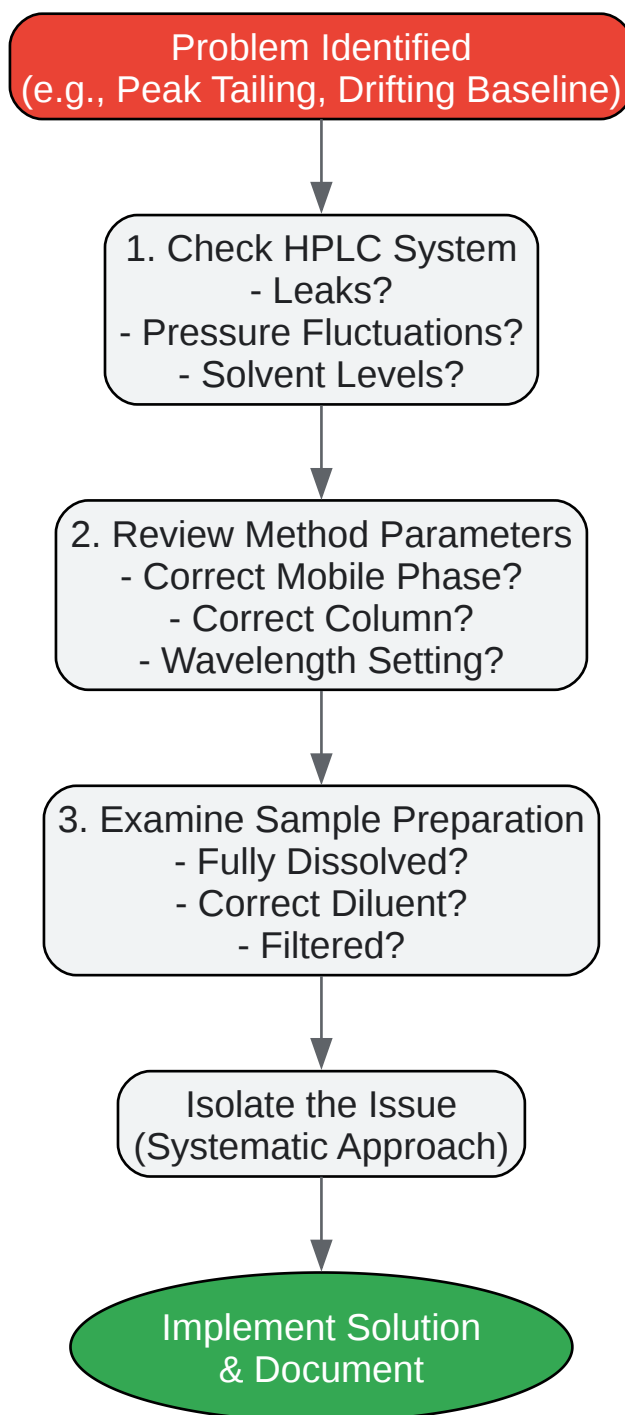 Problem Identified
(e.g., Peak Tailing, Drifting Baseline)
1. Check HPLC System
- Leaks?
- Pressure Fluctuations?
- Solvent Levels?
2. Review Method Parameters
- Correct Mobile Phase?
- Correct Column?
- Wavelength Setting?
3. Examine Sample Preparation
- Fully Dissolved?
- Correct Diluent?
- Filtered?
Isolate the Issue
(Systematic Approach)
Implement Solution
& Document